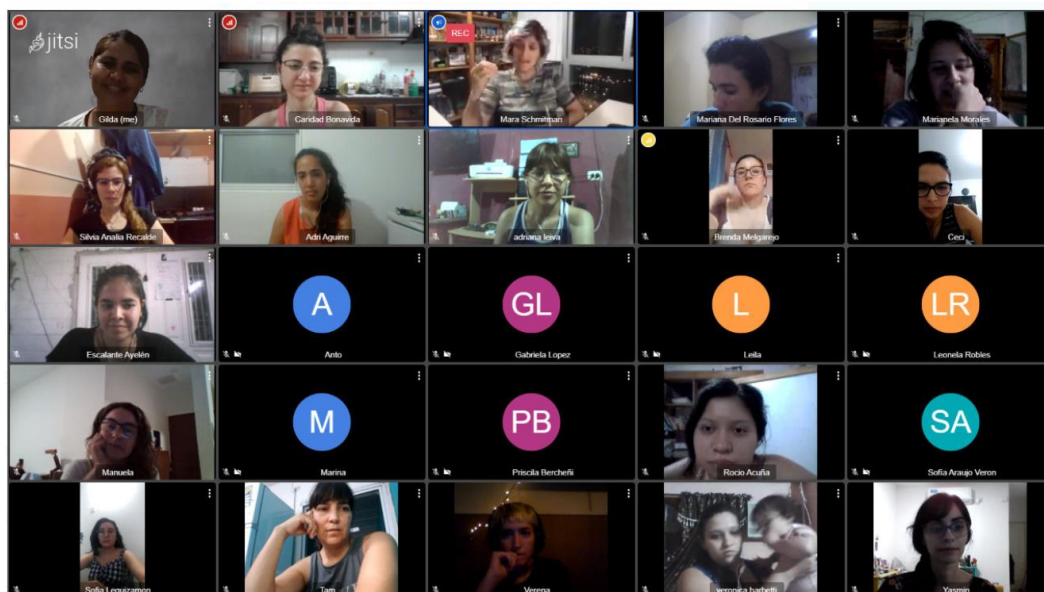 jitsi
Gilda (me)
Caridad Bonavida
REC
Mara Schmitman
Mariana Del Rosario Flores
Marianela Morales
Silvia Analia Recalde
Adri Aguirre
adriana leiva
Brenda Melgarejo
Ceci
Escalante Ayelén
A
Anto
GL
Gabriela Lopez
L
Leila
LR
Leonela Robles
Manuela
M
Marina
PB
Priscila Bercheñi
Rocio Acuña
SA
Sofía Araujo Veron
Sofia Leguizamón
Tam
Verena
veronica barbetti
Yasmin